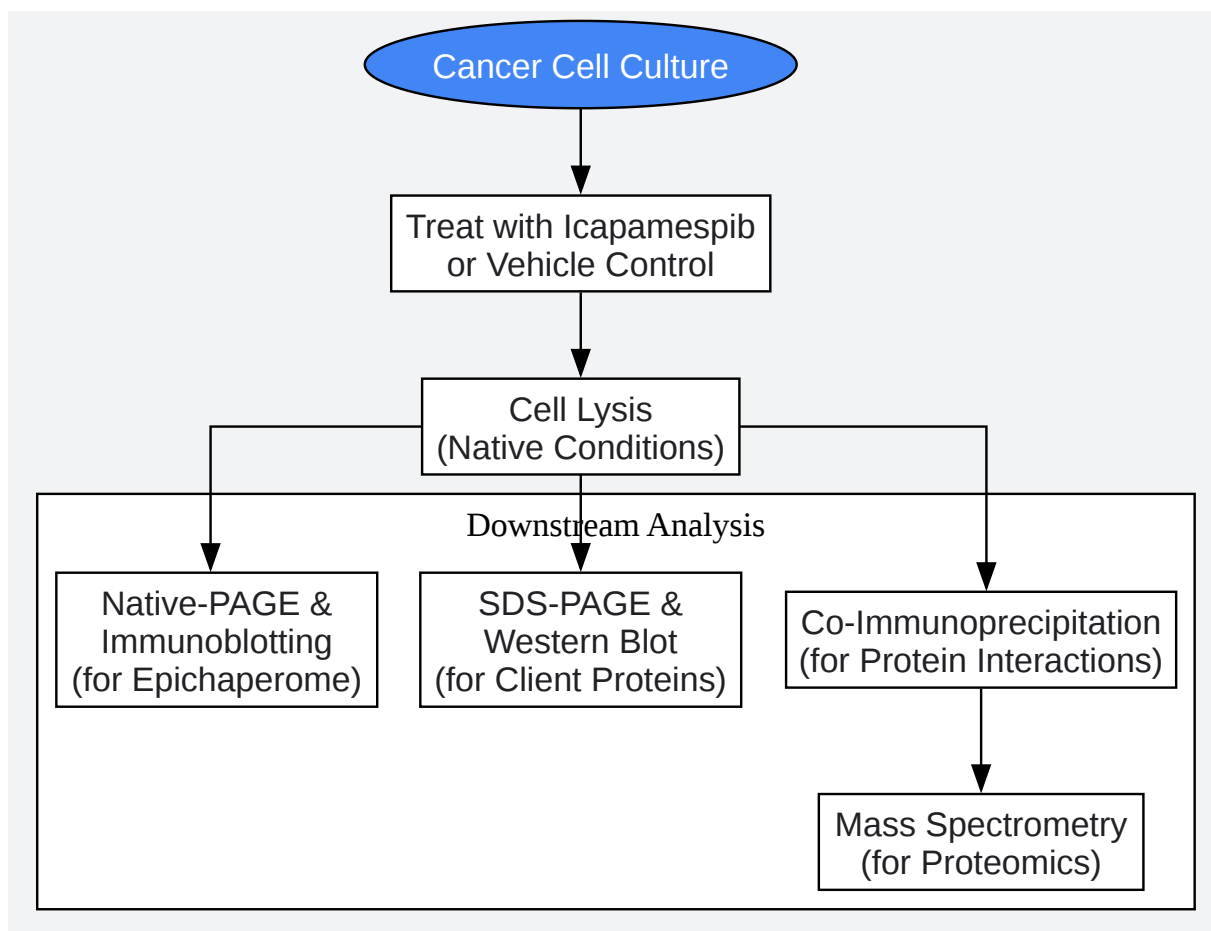 Cancer Cell Culture
Treat with Icapamespib
or Vehicle Control
Cell Lysis
(Native Conditions)
Downstream Analysis
Native-PAGE &
Immunoblotting
(for Epichaperome)
SDS-PAGE &
Western Blot
(for Client Proteins)
Co-Immunoprecipitation
(for Protein Interactions)
Mass Spectrometry
(for Proteomics)